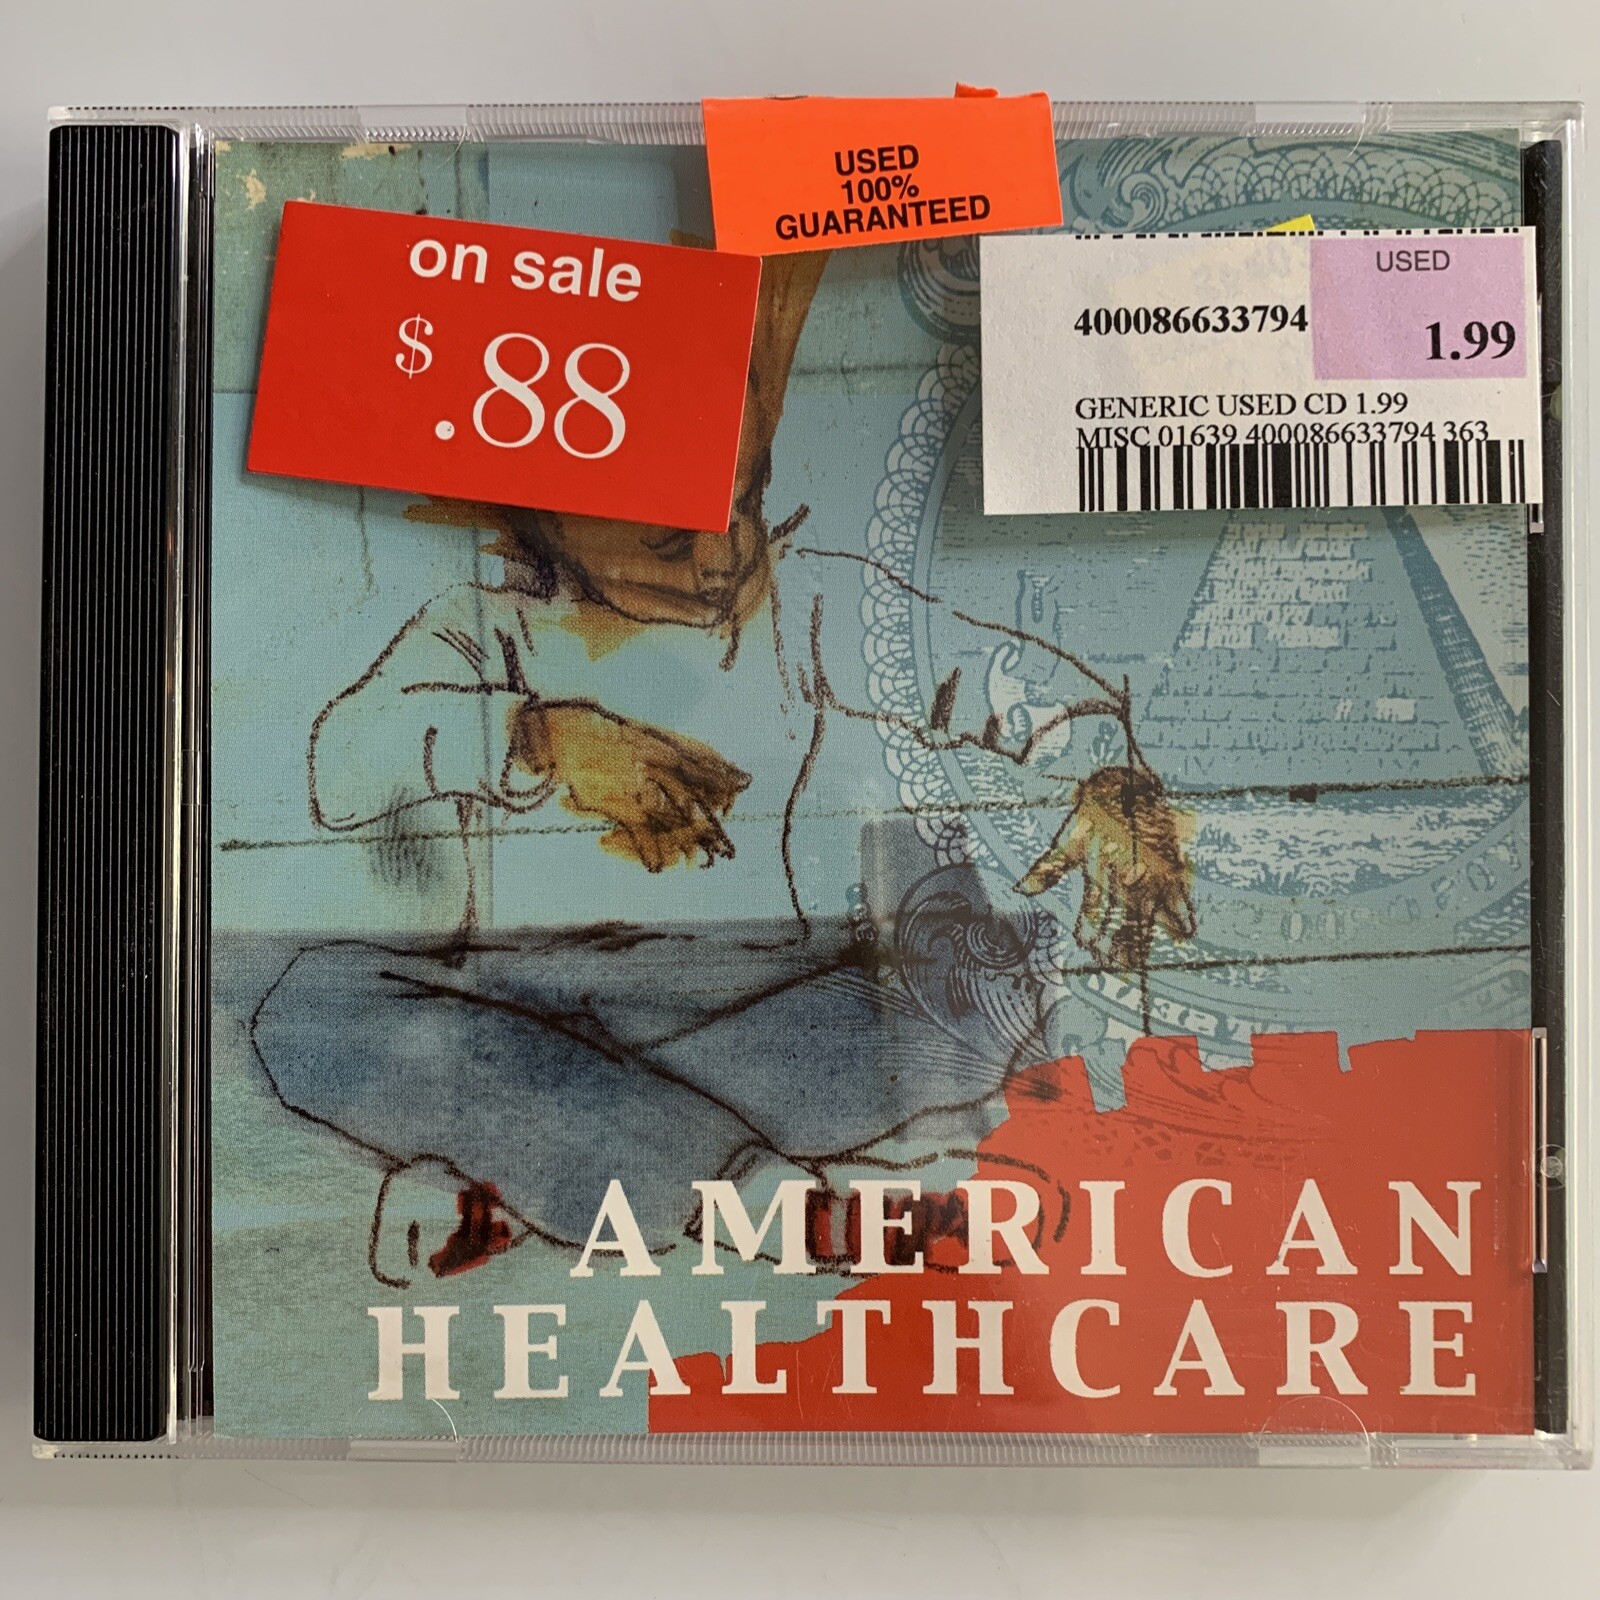 USED
100%
GUARANTEED
on sale
$.88
USED
400086633794
1.99
GENERIC USED CD 1.99
MISC 01639 400086633794 363
AMERICAN
HEALTHCARE